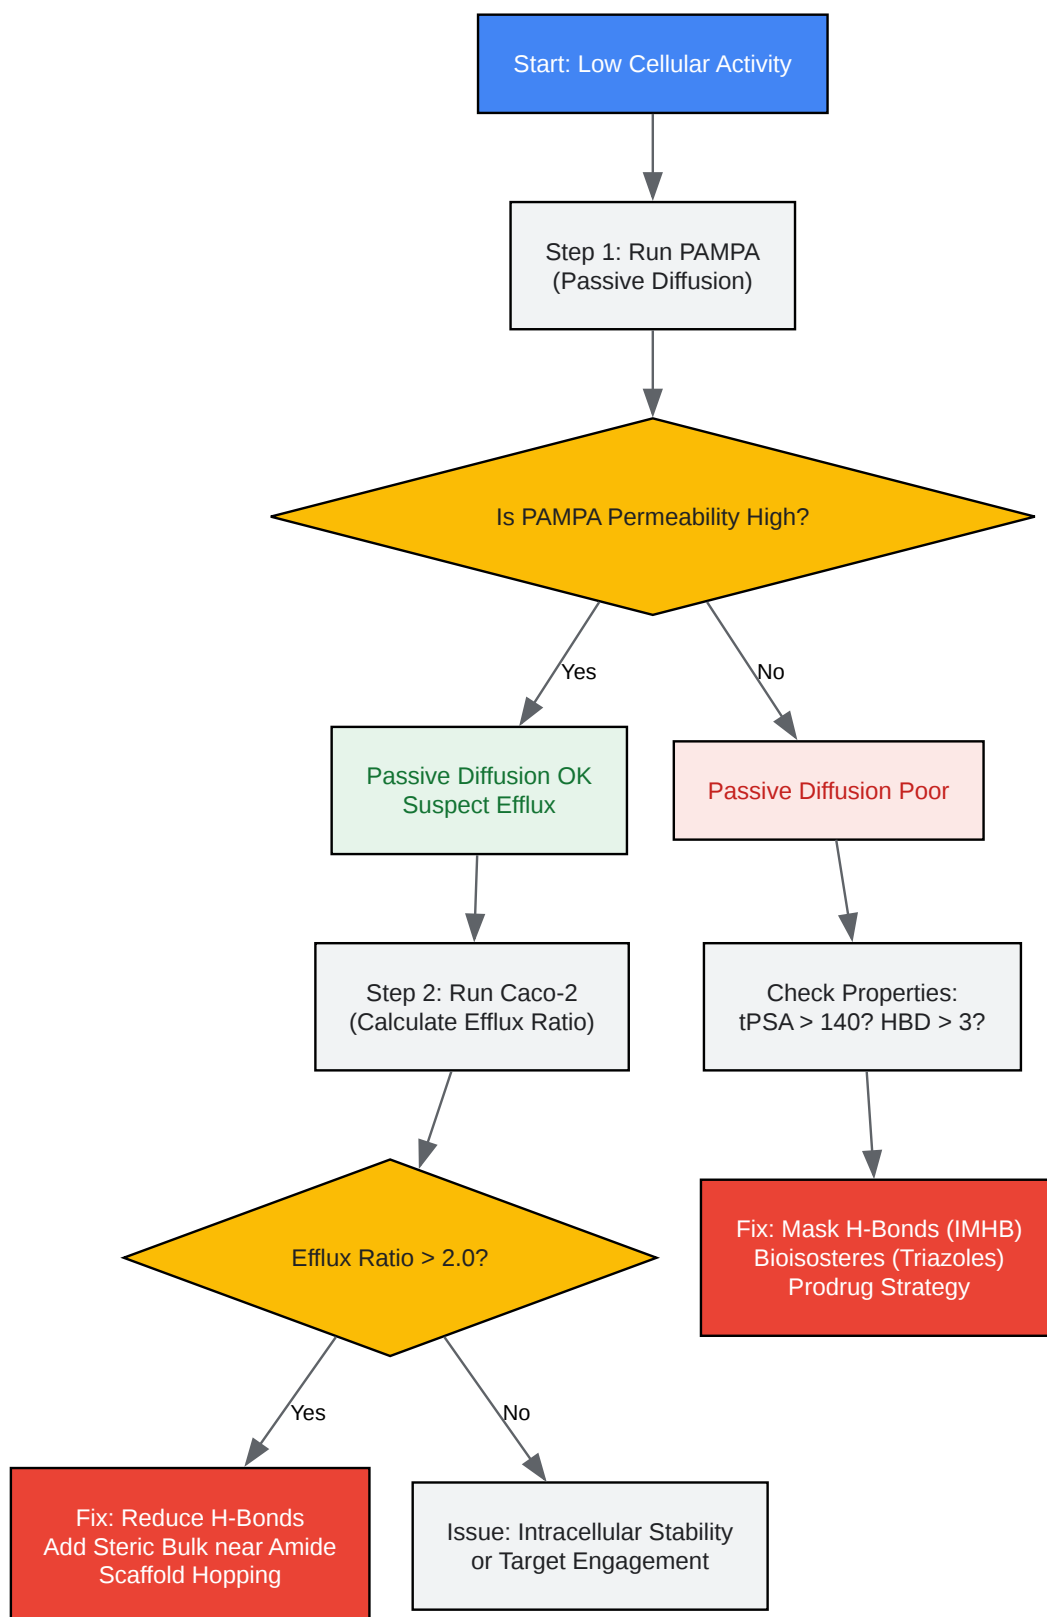 Start: Low Cellular Activity
Step 1: Run PAMPA
(Passive Diffusion)
Is PAMPA Permeability High?
Yes
No
Passive Diffusion OK
Suspect Efflux
Passive Diffusion Poor
Step 2: Run Caco-2
(Calculate Efflux Ratio)
Check Properties:
tPSA > 140? HBD > 3?
Efflux Ratio > 2.0?
Fix: Mask H-Bonds (IMHB)
Bioisosteres (Triazoles)
Prodrug Strategy
Yes
No
Fix: Reduce H-Bonds
Add Steric Bulk near Amide
Scaffold Hopping
Issue: Intracellular Stability
or Target Engagement